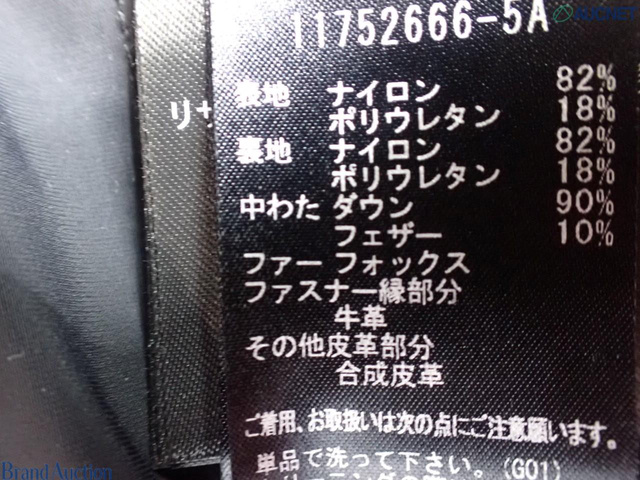 11752666-5A
表地 ナイロン 82%
ポリウレタン 18%
裏地 ナイロン 82%
ポリウレタン 18%
中わた ダウン 90%
フェザー 10%
ファー フォックス
ファスナー縁部分
牛革
その他皮革部分
合成皮革
ご着用、お取扱いは次の点にご注意願います。
単品で洗って下さい。(G01)
リ+
Brand Auction